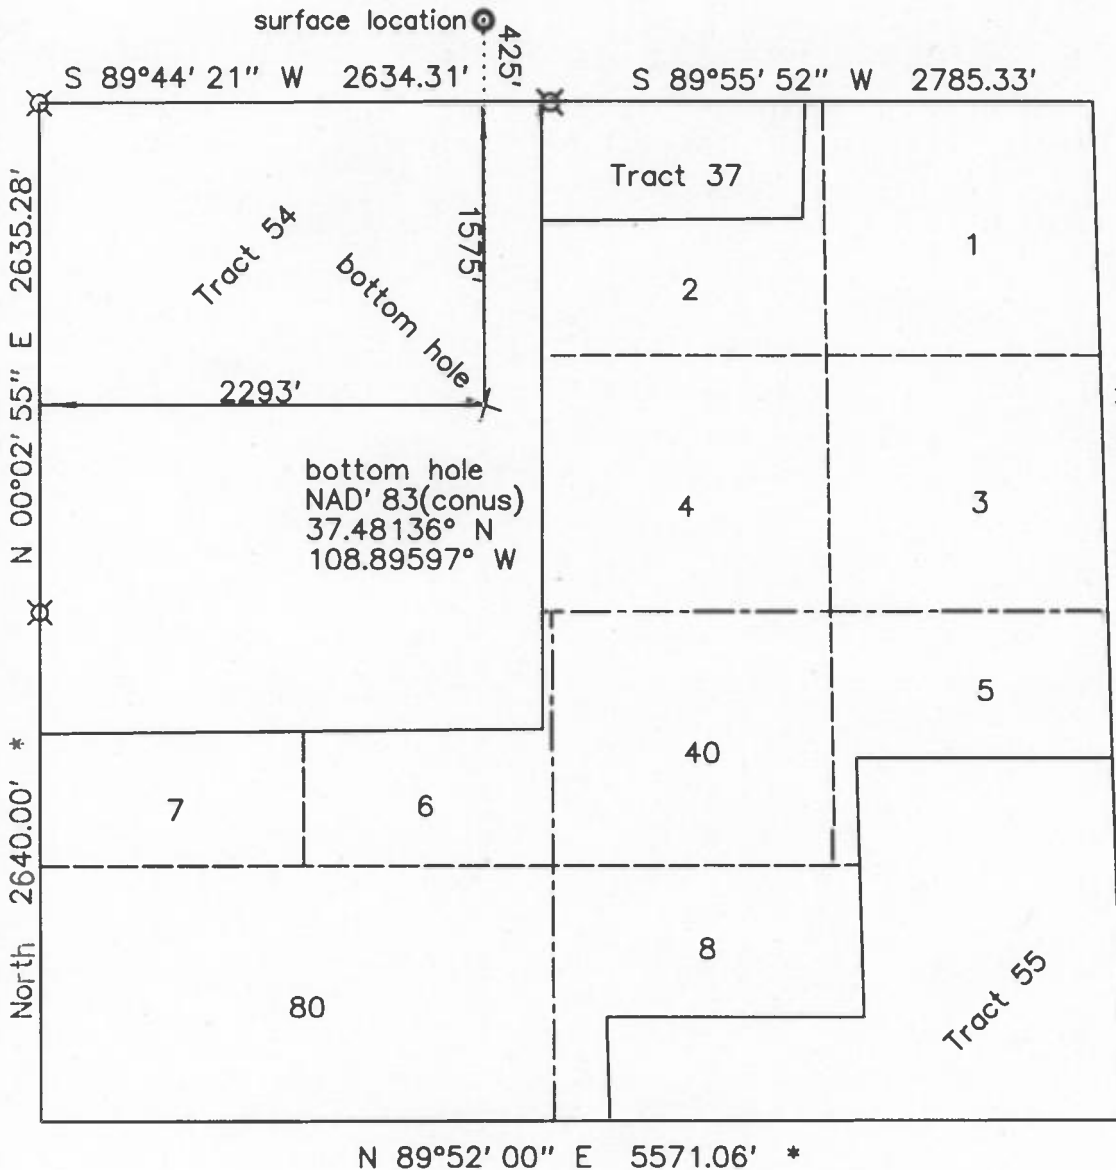 surface location
425'
S 89°44' 21" W 2634.31'
S 89°55' 52" W 2785.33'
Tract 37
1
N 00°02' 55" E 2635.28'
Tract 54
1575'
bottom hole
2
2293'
bottom hole
NAD' 83(conus)
37.48136° N
108.89597° W
4
3
5
40
North 2640.00' *
7
6
8
80
Tract 55
N 89°52' 00" E 5571.06' *